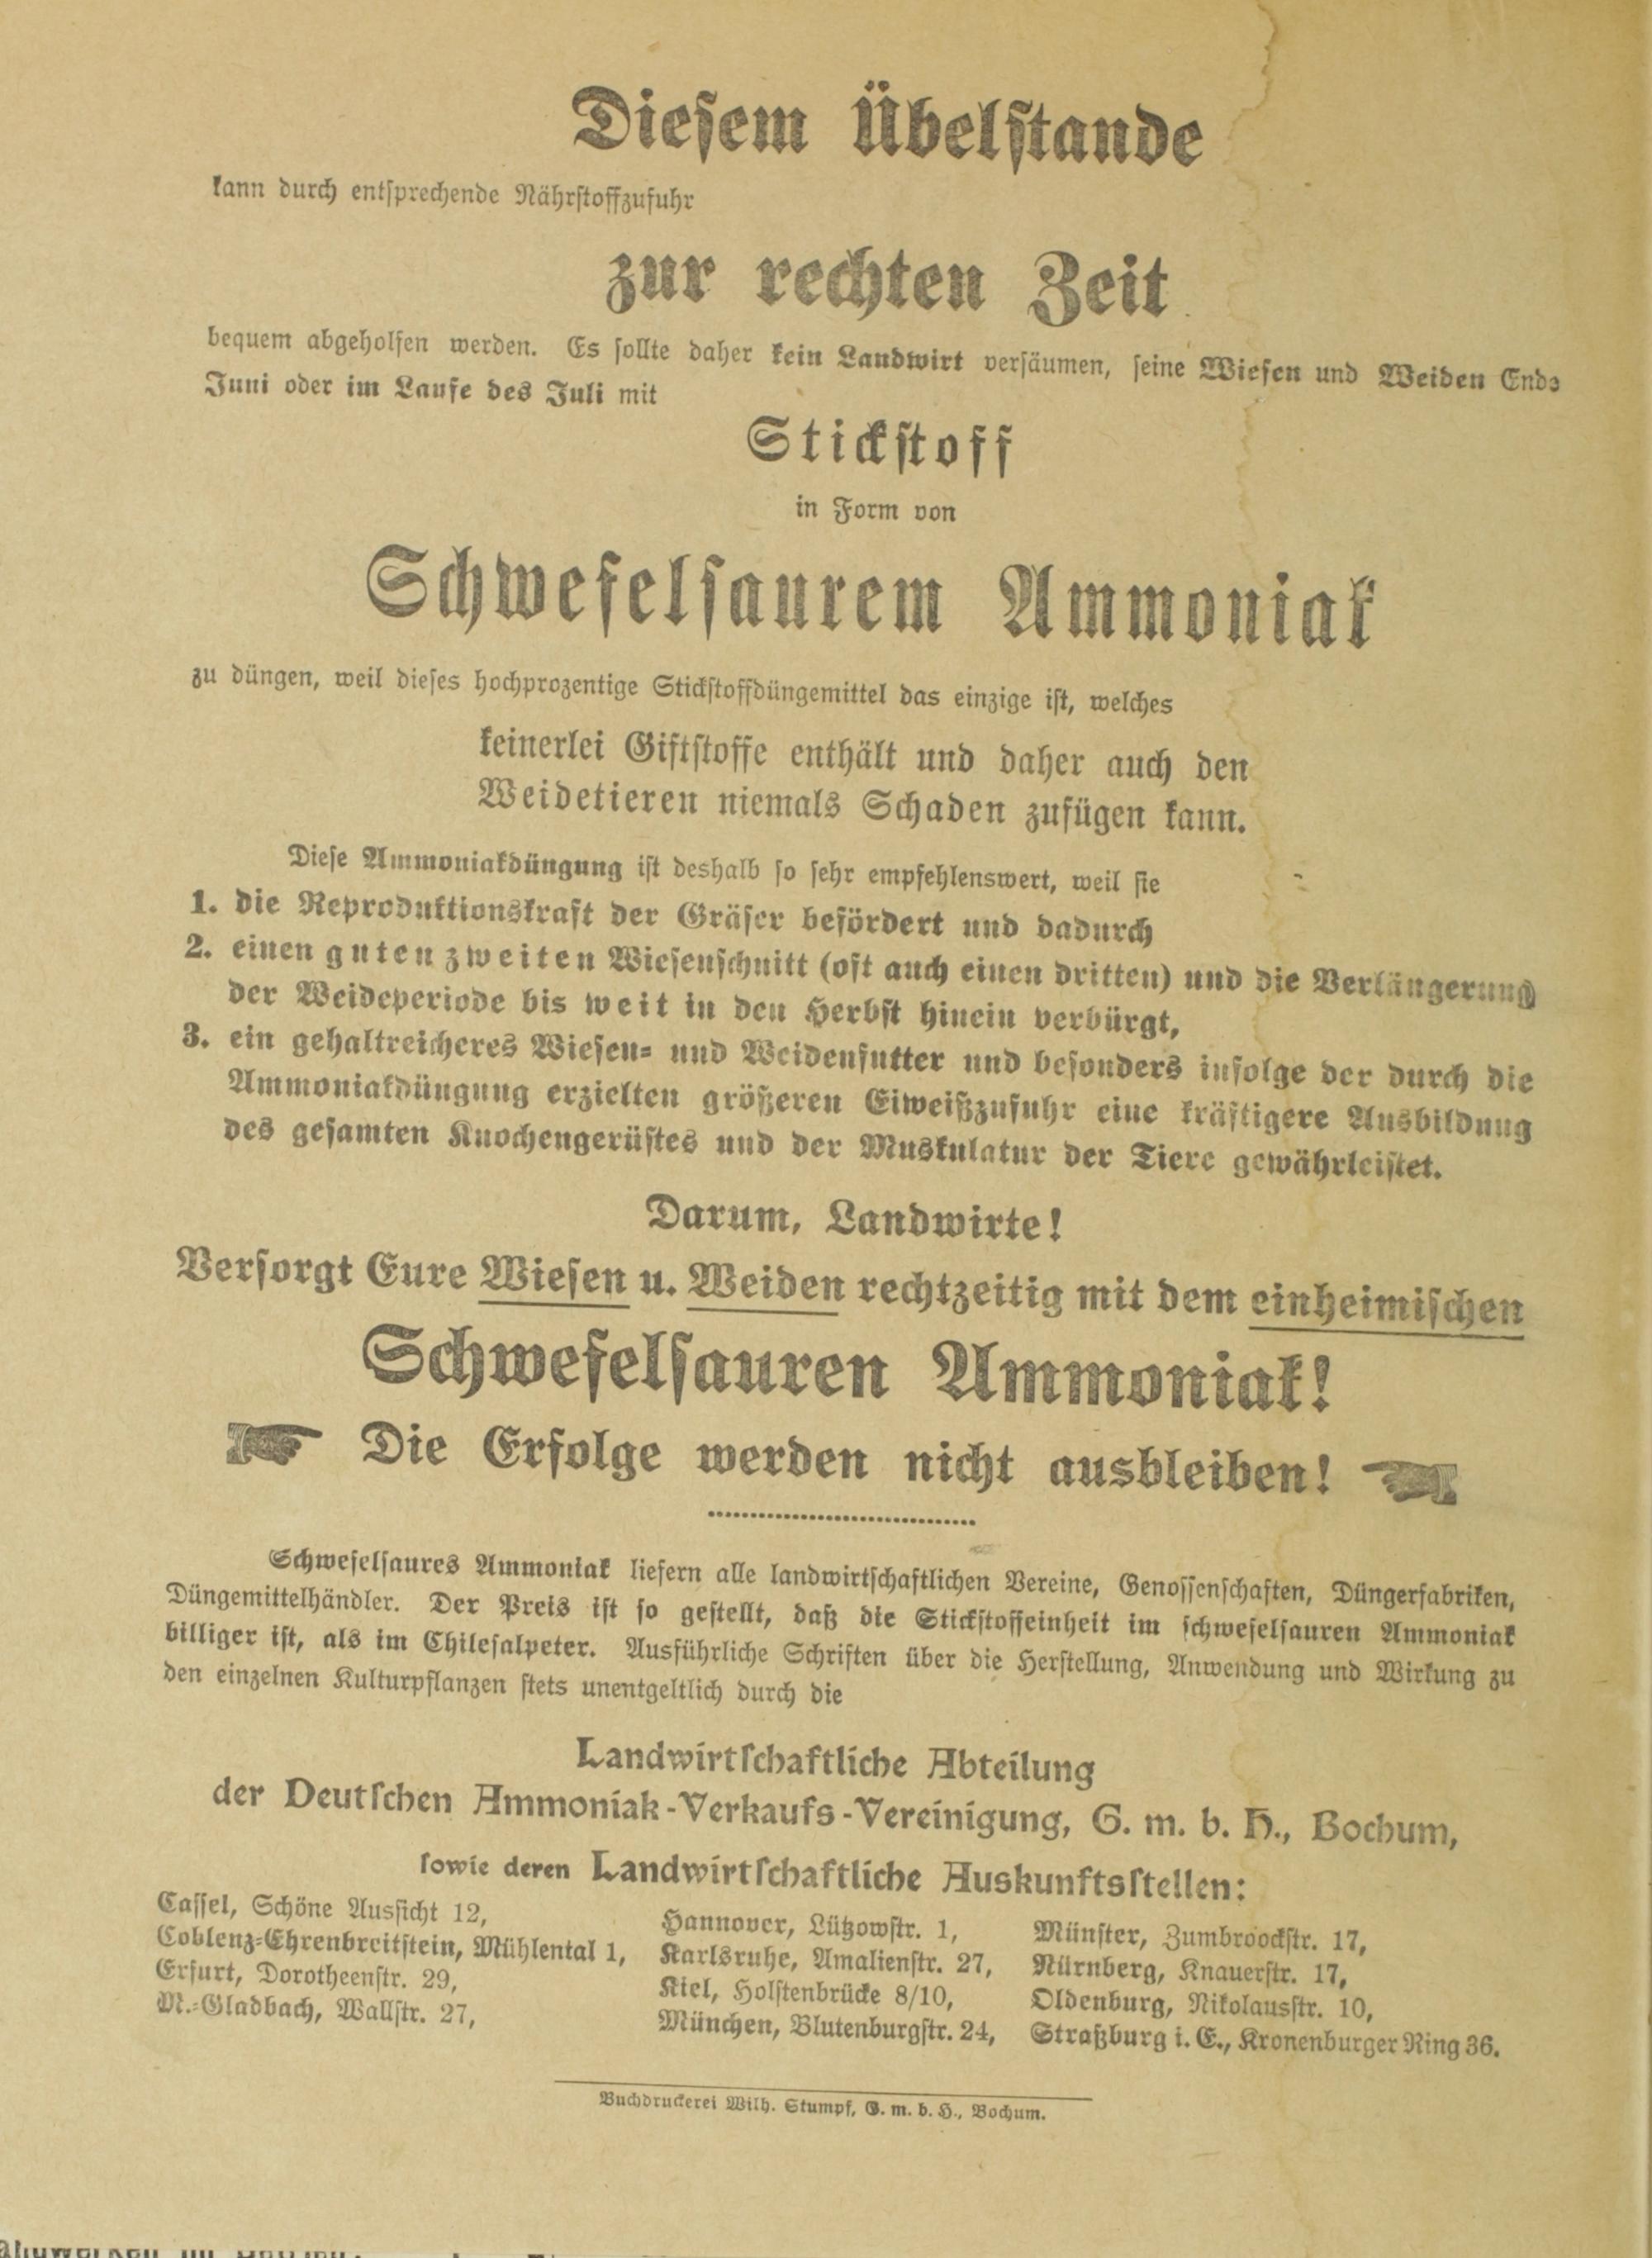 Diesem Übelstande
kann durch entsprechende Nährstoffzufuhr
zur rechten Zeit
bequem abgeholfen werden. Es sollte daher kein Landwirt versäumen, seine Wiesen und Weiden Ende
Juni oder im Laufe des Juli mit
Stickstoff
in Form von
Schwefelsaurem Ammoniak
zu düngen, weil dieses hochprozentige Stickstoffdüngemittel das einzige ist, welches
keinerlei Giftstoffe enthält und daher auch den
Weidetieren niemals Schaden zufügen kann.
Diese Ammoniakdüngung ist deshalb so sehr empfehlenswert, weil sie
1. die Reproduktionskraft der Gräser befördert und dadurch
2. einen guten zweiten Wiesenschnitt (oft auch einen dritten) und die Verlängerung
der Weideperiode bis weit in den Herbst hinein verbürgt,
3. ein gehaltreicheres Wiesen- und Weidenfutter und besonders infolge der durch die
Ammoniakdüngung erzielten größeren Eiweißzufuhr eine kräftigere Ausbildung
des gesamten Knochengerüstes und der Muskulatur der Tiere gewährleistet.
Darum, Landwirte!
Versorgt Eure Wiesen u. Weiden rechtzeitig mit dem einheimischen
Schwefelsauren Ammoniak!
Die Erfolge werden nicht ausbleiben!
Schwefelsaures Ammoniak liefern alle landwirtschaftlichen Vereine, Genossenschaften, Düngerfabriken,
Düngemittelhändler. Der Preis ist so gestellt, daß die Stickstoffeinheit im schwefelsauren Ammoniak
billiger ist, als im Chilesalpeter. Ausführliche Schriften über die Herstellung, Anwendung und Wirkung zu
den einzelnen Kulturpflanzen stets unentgeltlich durch die
Landwirtschaftliche Abteilung
der Deutschen Ammoniak-Verkaufs-Vereinigung, G. m. b. H., Bochum,
sowie deren Landwirtschaftliche Auskunftsstellen:
Cassel, Schöne Aussicht 12,
Coblenz-Ehrenbreitstein, Mühlental 1,
Erfurt, Dorotheenstr. 29,
M.-Gladbach, Wallstr. 27,
Hannover, Lützowstr. 1,
Karlsruhe, Amalienstr. 27,
Kiel, Holstenbrücke 8/10,
München, Blutenburgstr. 24,
Münster, Zumbroockstr. 17,
Nürnberg, Knauerstr. 17,
Oldenburg, Nikolausstr. 10,
Straßburg i. E., Kronenburger Ring 36.
Buchdruckerei Wilh. Stumpf, G. m. b. H., Bochum.